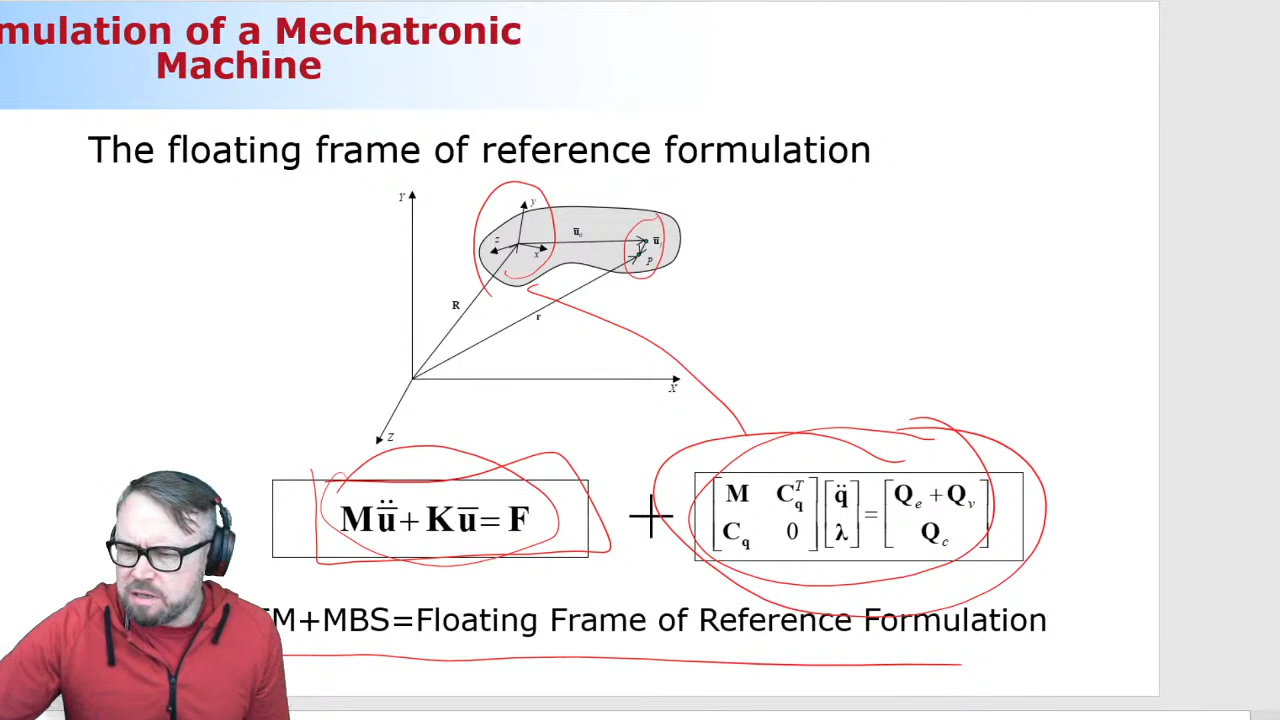 mulation of a Mechatronic
Machine
The floating frame of reference formulation
Y
y
z
x
ū₀
ū
P
R
r
X
Z
Mü̅+Kū=F
+
[M C_q^T; C_q 0][q̈; λ]=[Q_e+Q_v; Q_c]
M+MBS=Floating Frame of Reference Formulation